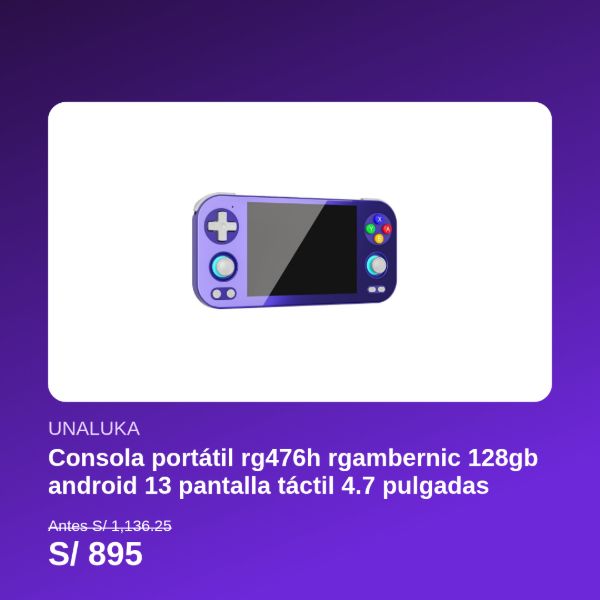 UNALUKA
Consola portátil rg476h rgambernic 128gb
android 13 pantalla táctil 4.7 pulgadas
Antes S/ 1,136.25
S/ 895